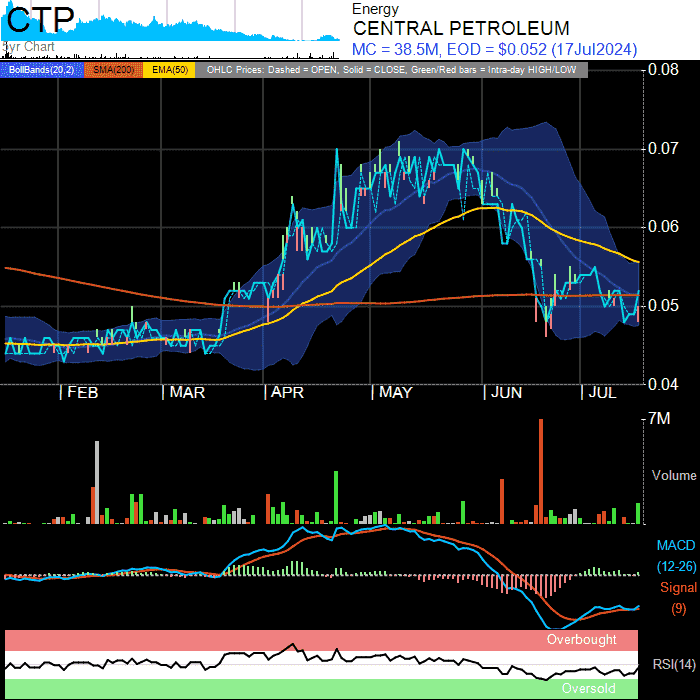 CTP
5yr Chart
Energy
CENTRAL PETROLEUM
MC = 38.5M, EOD = $0.052 (17Jul2024)
BollBands(20,2) SMA(200) EMA(50) OHLC Prices: Dashed = OPEN, Solid = CLOSE, Green/Red bars = Intra-day HIGH/LOW
0.08
0.07
0.06
0.05
0.04
FEB MAR APR MAY JUN JUL
7M
Volume
MACD
(12-26)
Signal
(9)
Overbought
RSI(14)
Oversold